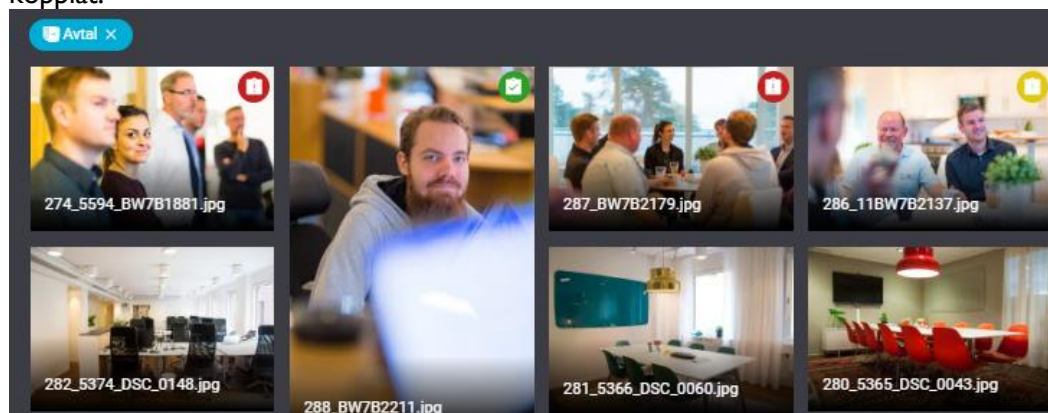 kopplat.
Avtal ×
274_5594_BW7B1881.jpg
287_BW7B2179.jpg
286_11BW7B2137.jpg
282_5374_DSC_0148.jpg
288_BW7B2211.jpg
281_5366_DSC_0060.jpg
280_5365_DSC_0043.jpg